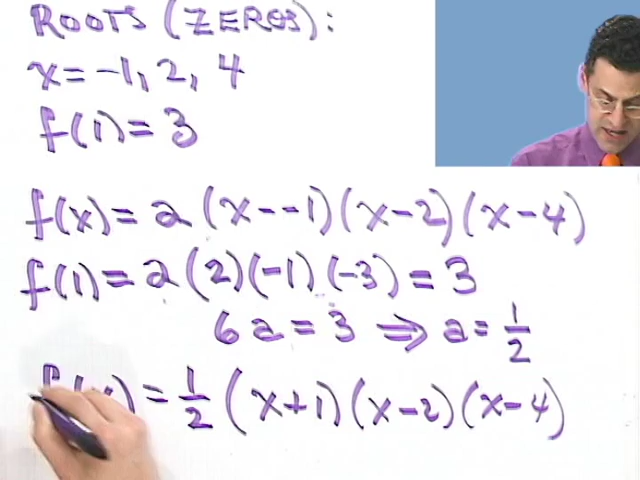 ROOTS (ZEROS):
x = -1, 2, 4
f(1) = 3
f(x) = a (x--1)(x-2)(x-4)
f(1) = a (2)(-1)(-3) = 3
6a = 3 ⇒ a = 1/2
f(x) = 1/2 (x+1)(x-2)(x-4)